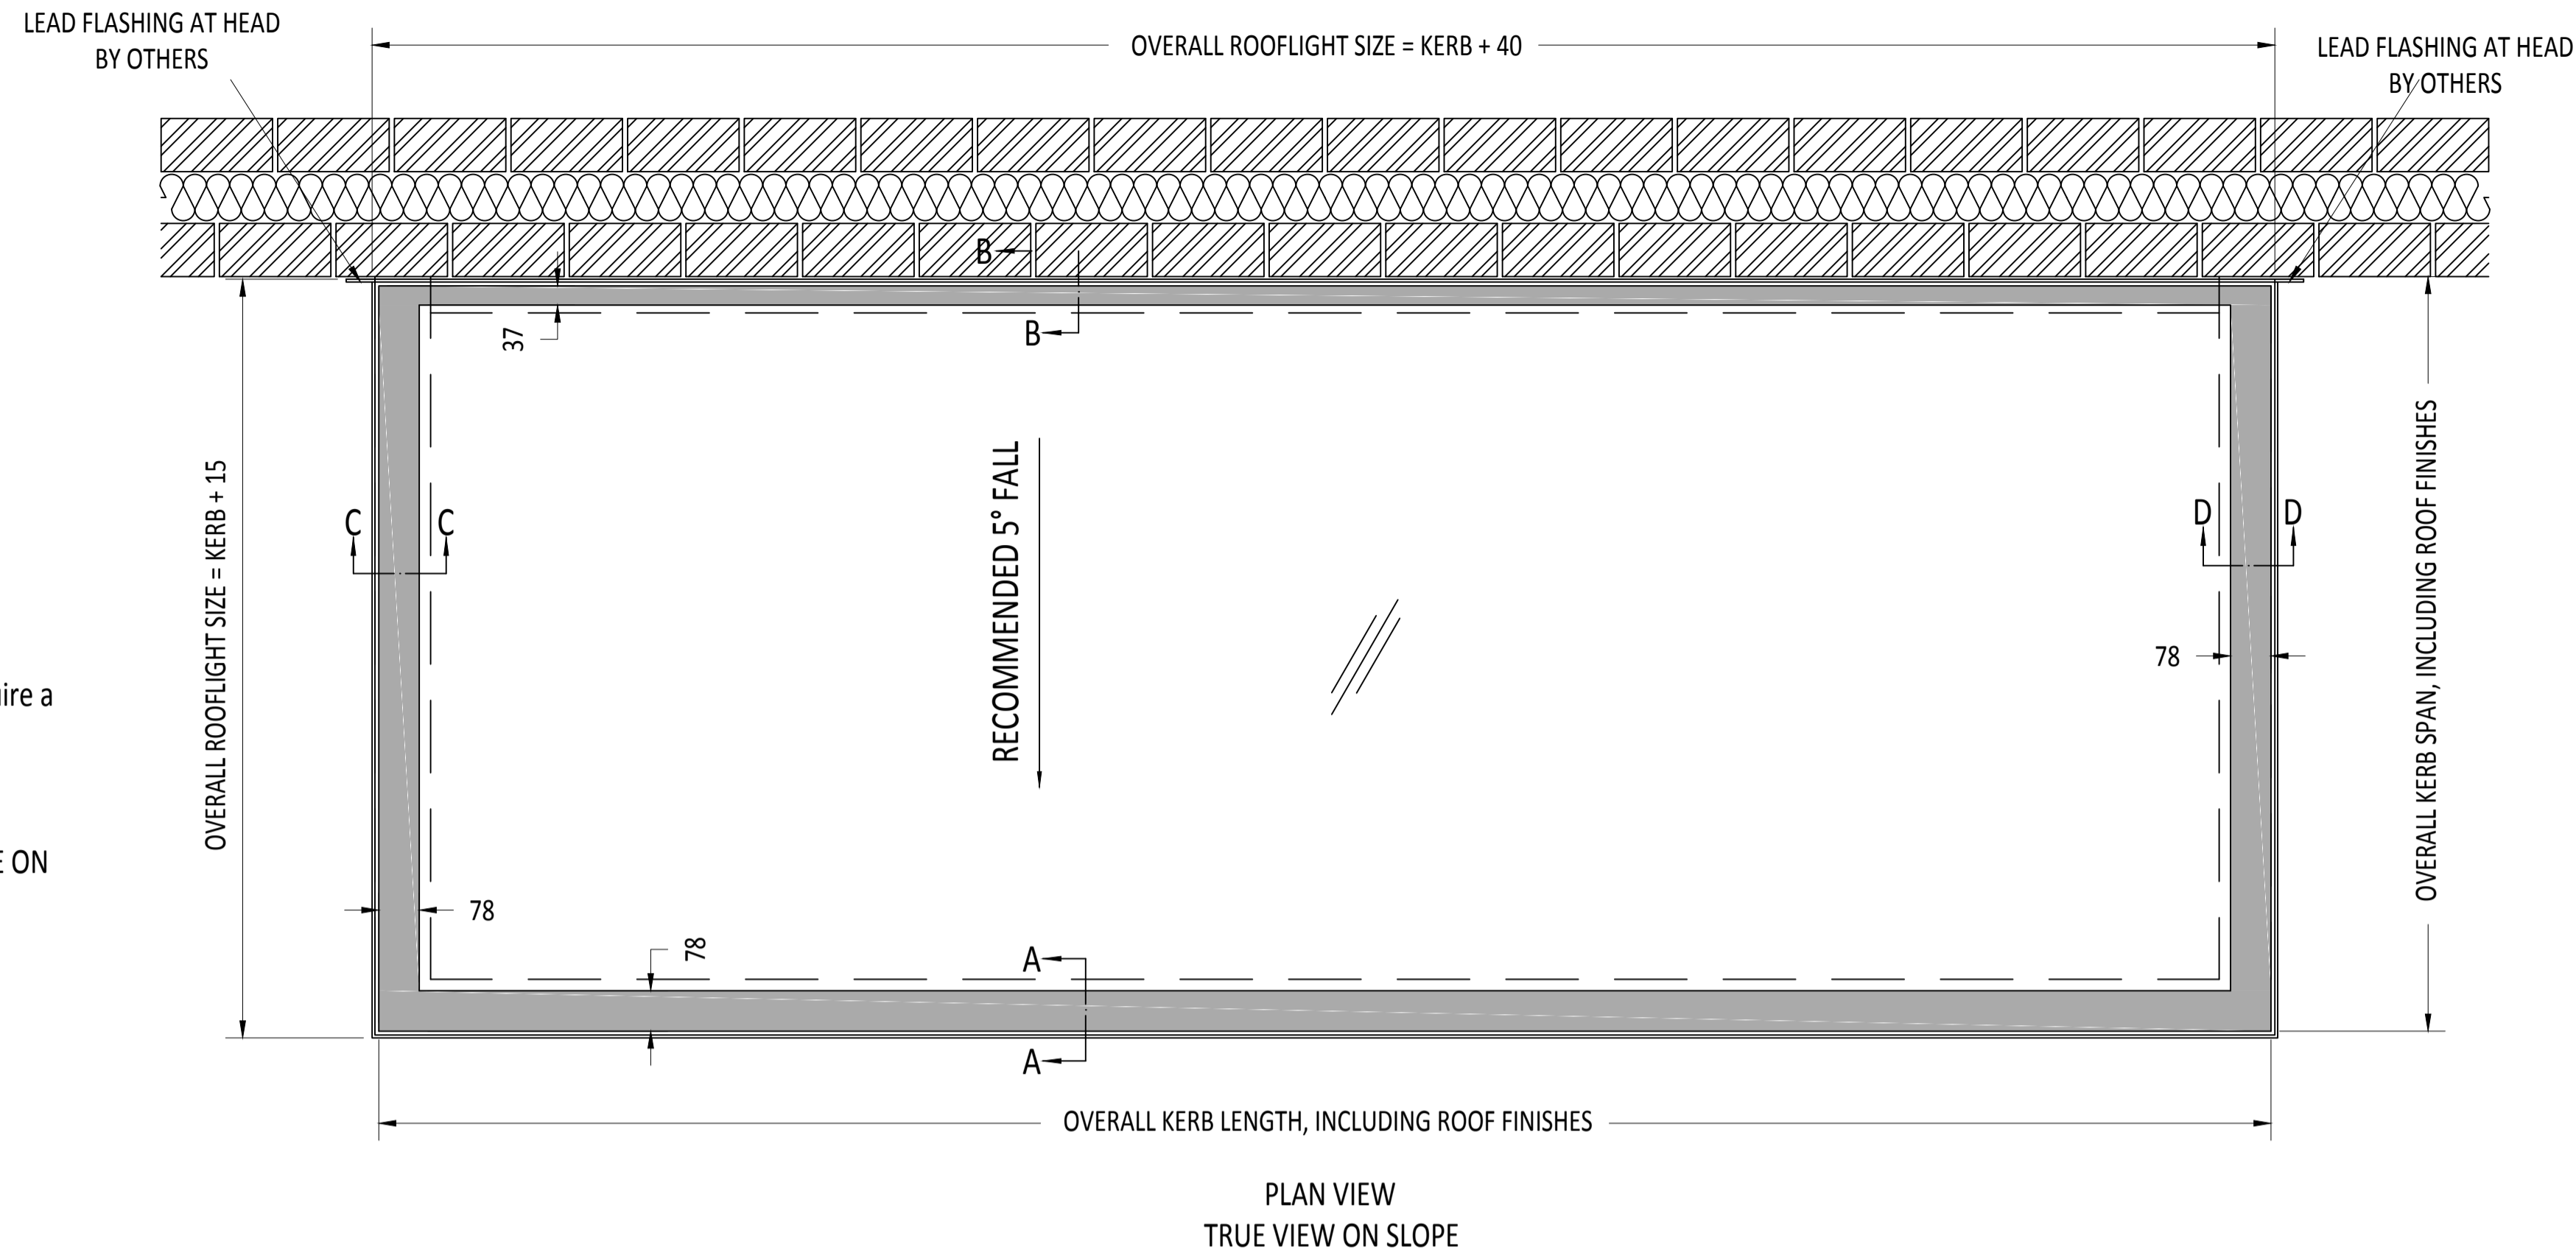 LEAD FLASHING AT HEAD
BY OTHERS
OVERALL ROOFLIGHT SIZE = KERB + 40
LEAD FLASHING AT HEAD
BY OTHERS
B
B
37
RECOMMENDED 5° FALL
OVERALL ROOFLIGHT SIZE = KERB + 15
C
C
D
D
OVERALL KERB SPAN, INCLUDING ROOF FINISHES
78
ire a
E ON
78
78
A
A
OVERALL KERB LENGTH, INCLUDING ROOF FINISHES
PLAN VIEW
TRUE VIEW ON SLOPE